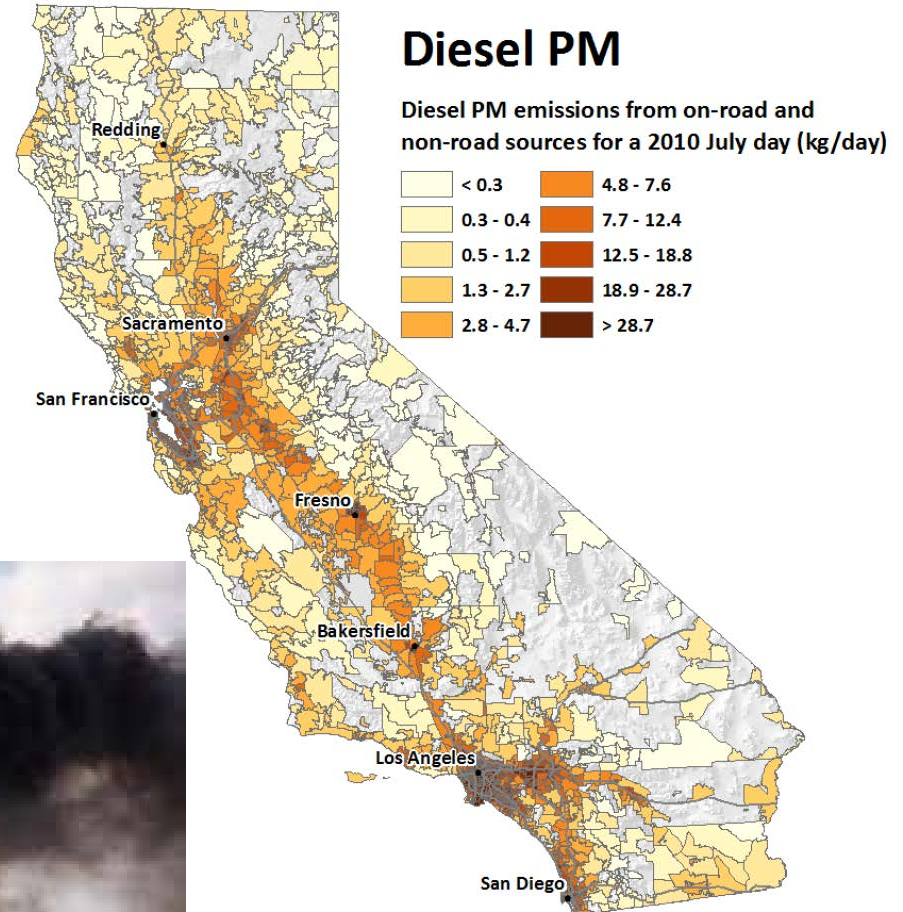 Diesel PM
Diesel PM emissions from on-road and
non-road sources for a 2010 July day (kg/day)
< 0.3
4.8 - 7.6
0.3 - 0.4
7.7 - 12.4
0.5 - 1.2
12.5 - 18.8
1.3 - 2.7
18.9 - 28.7
2.8 - 4.7
> 28.7
Redding
Sacramento
San Francisco
Fresno
Bakersfield
Los Angeles
San Diego